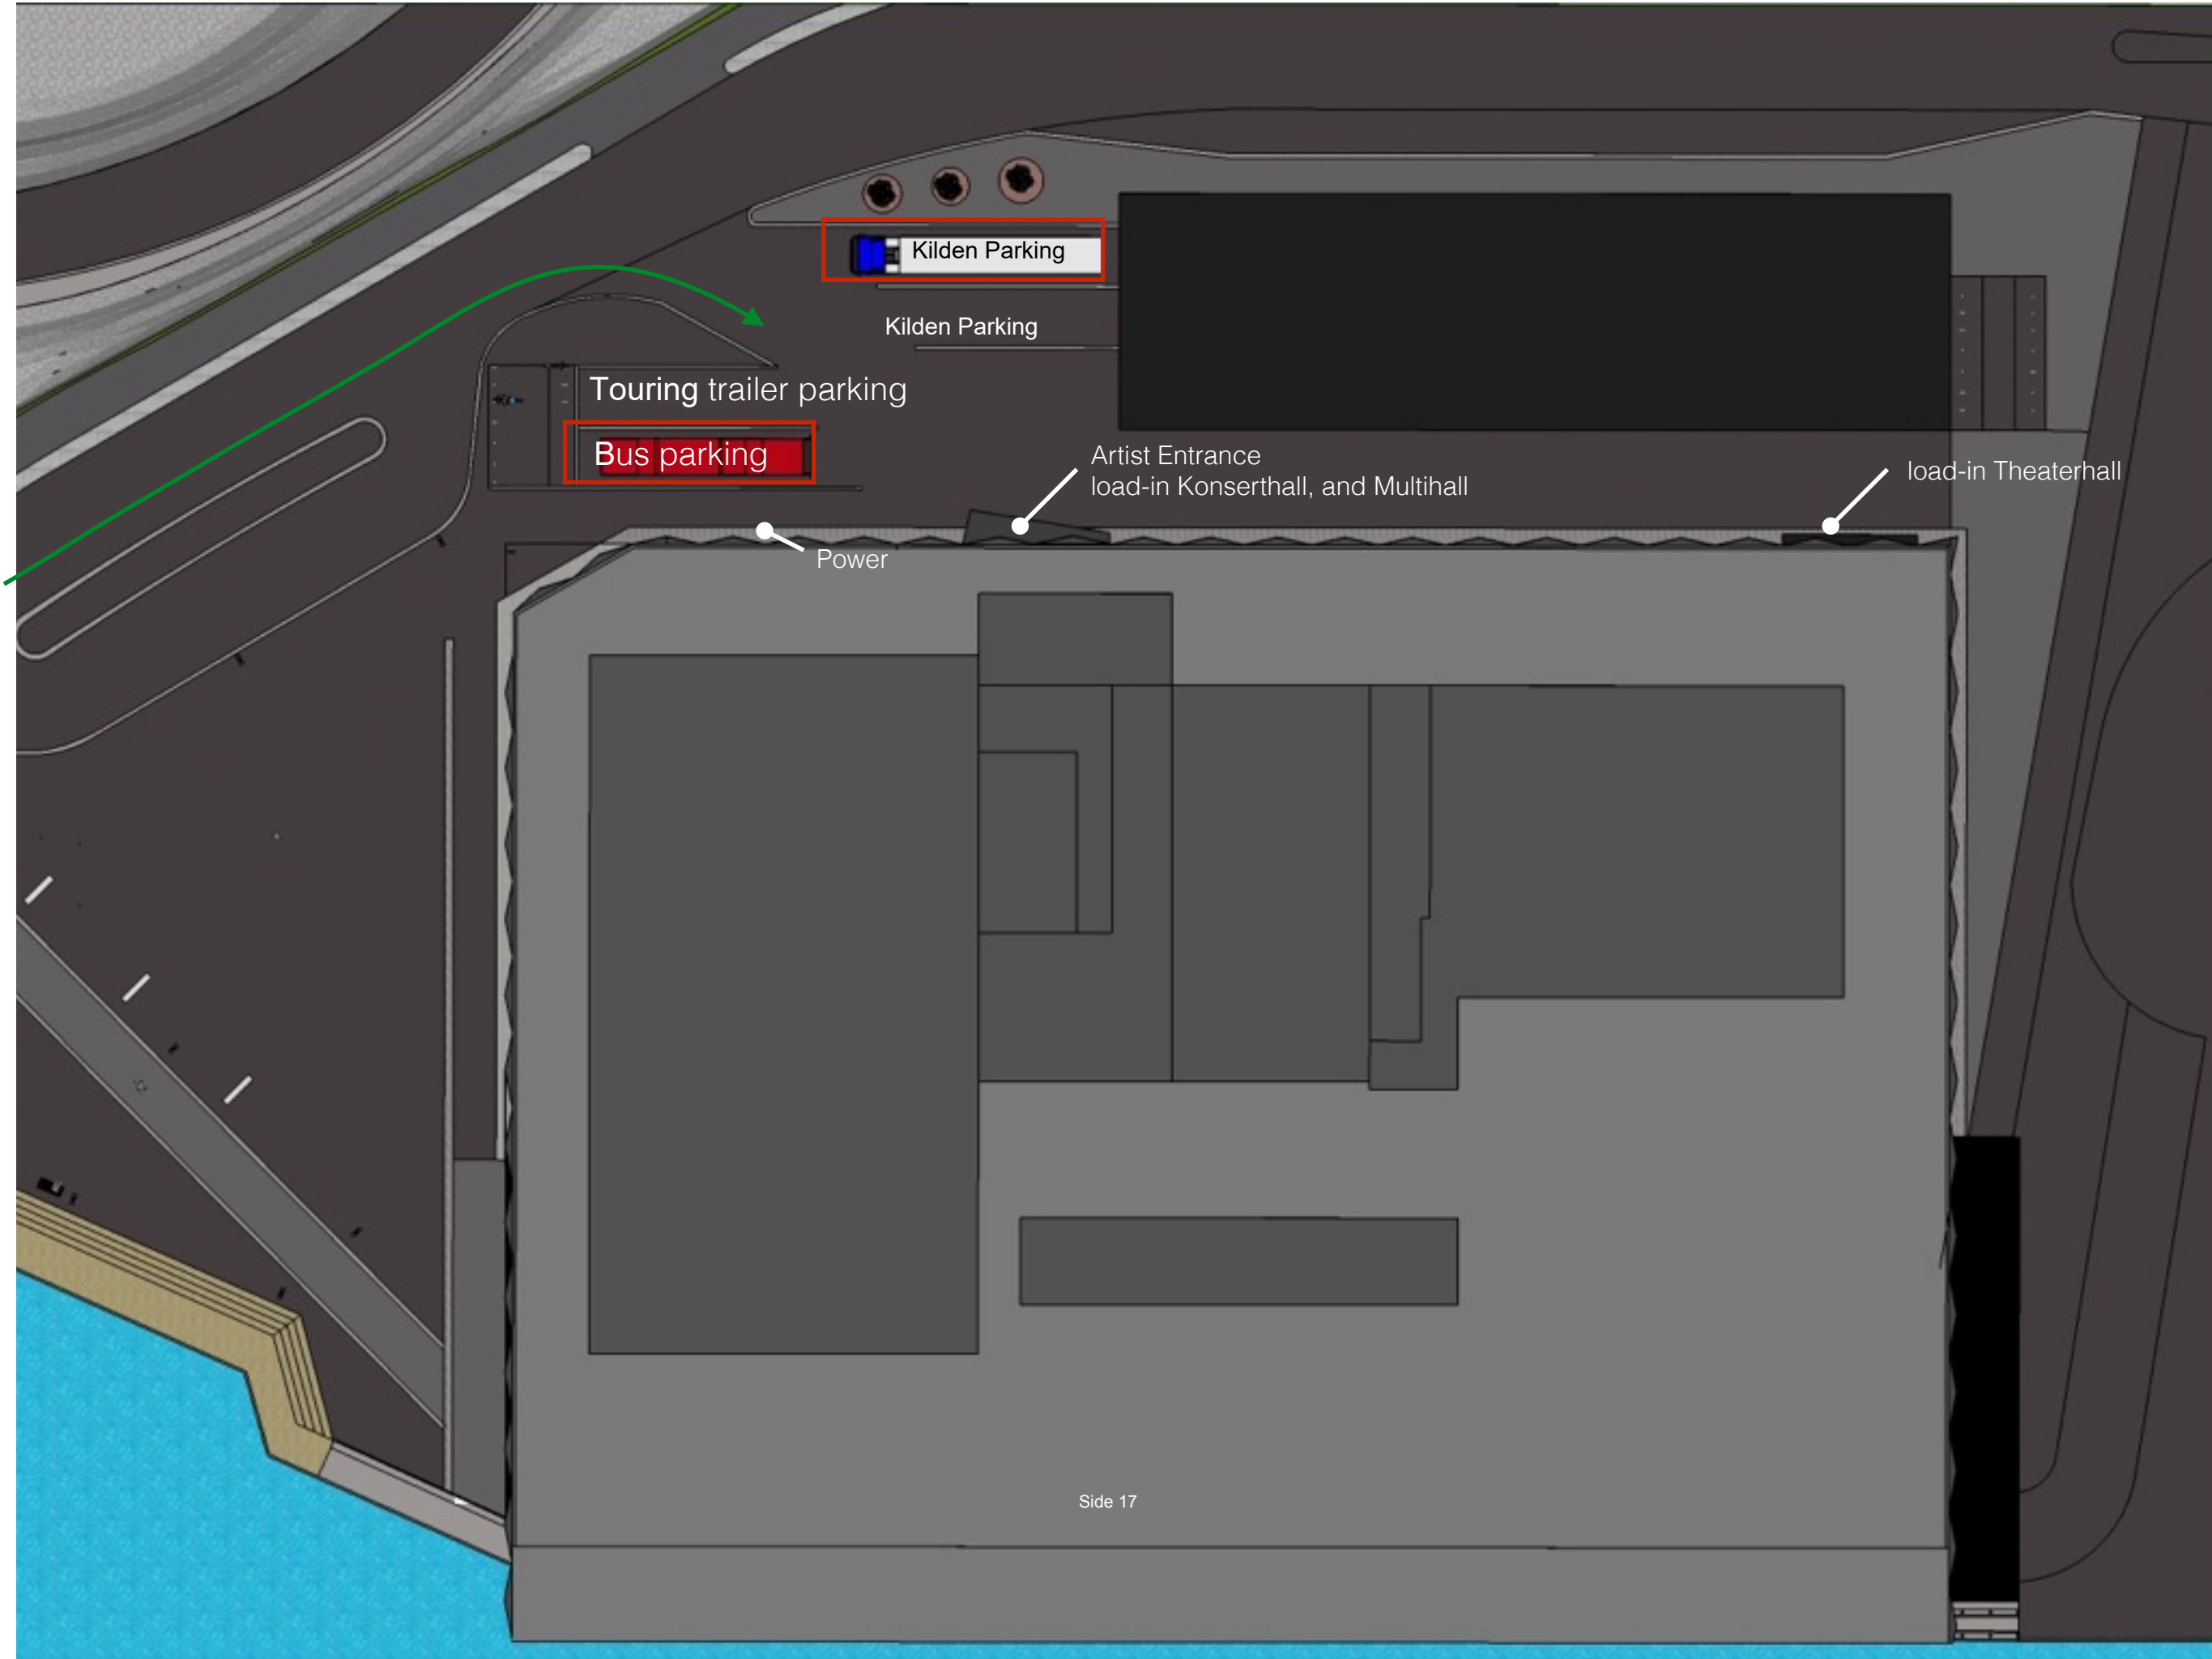 Kilden Parking
Kilden Parking
Touring trailer parking
Bus parking
Artist Entrance
load-in Konserthall, and Multihall
load-in Theaterhall
Power
Side 17